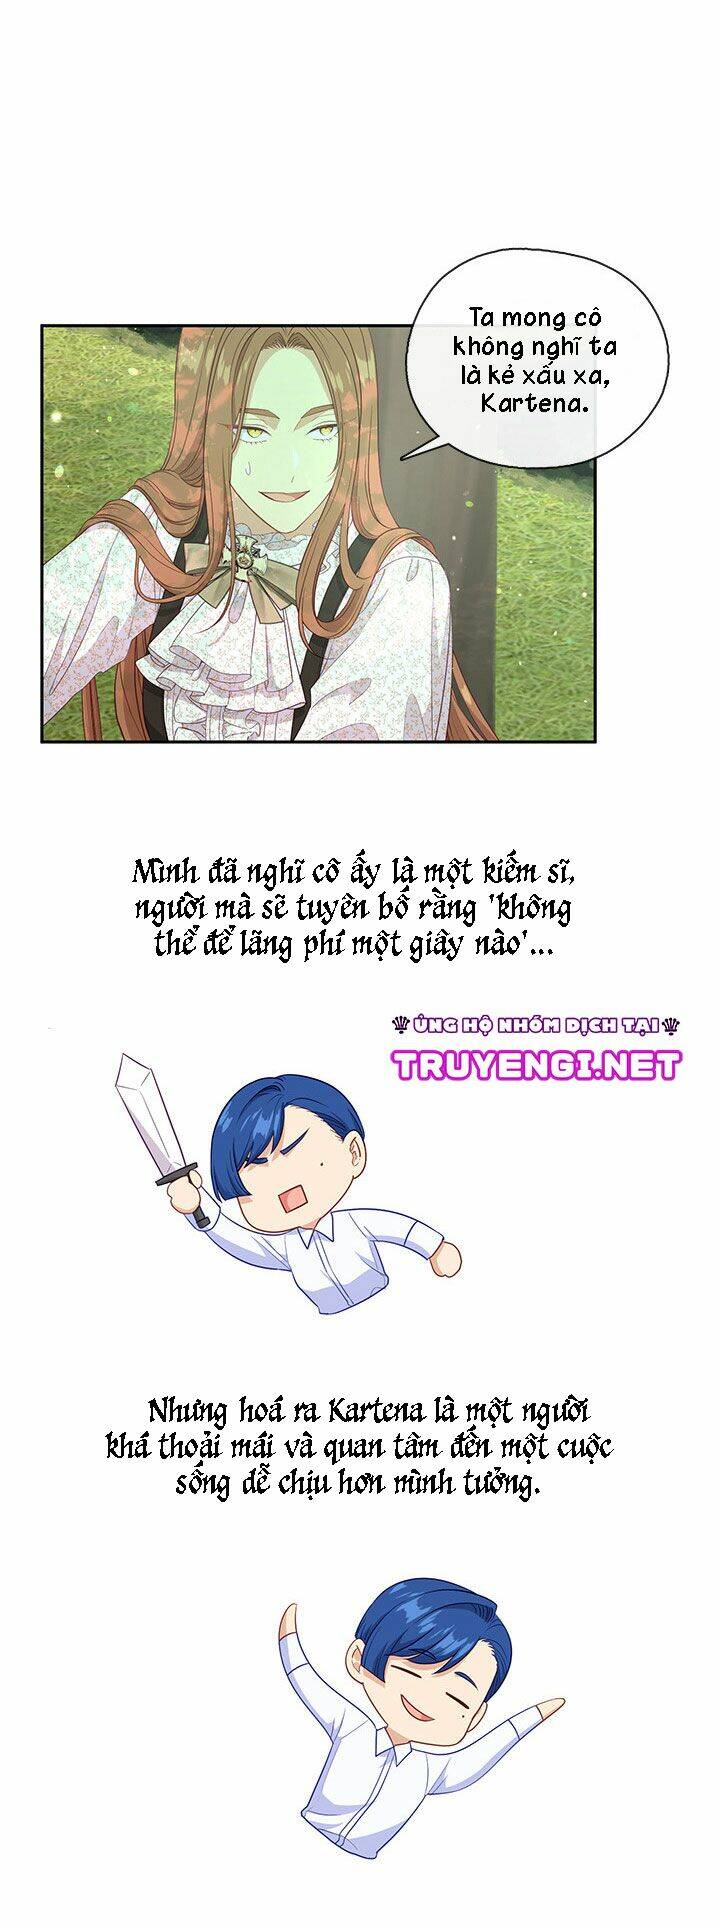 Ta mong cô
không nghĩ ta
là kẻ xấu xa,
Kartena.
Mình đã nghĩ cô ấy là một kiếm sĩ,
người mà sẽ tuyên bố rằng 'không
thể để lãng phí một giây nào'...
ỦNG HỘ NHÓM DỊCH TẠI
TRUYENGI.NET
Nhưng hoá ra Kartena là một người
khá thoải mái và quan tâm đến một cuộc
sống dễ chịu hơn mình tưởng.